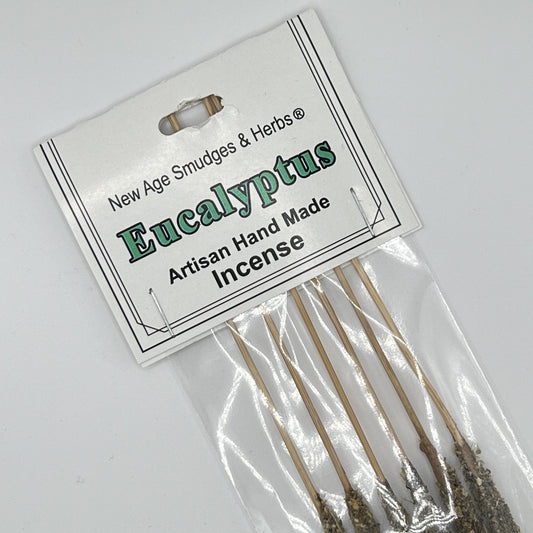 New Age Smudges & Herbs®
Eucalyptus
Artisan Hand Made
Incense